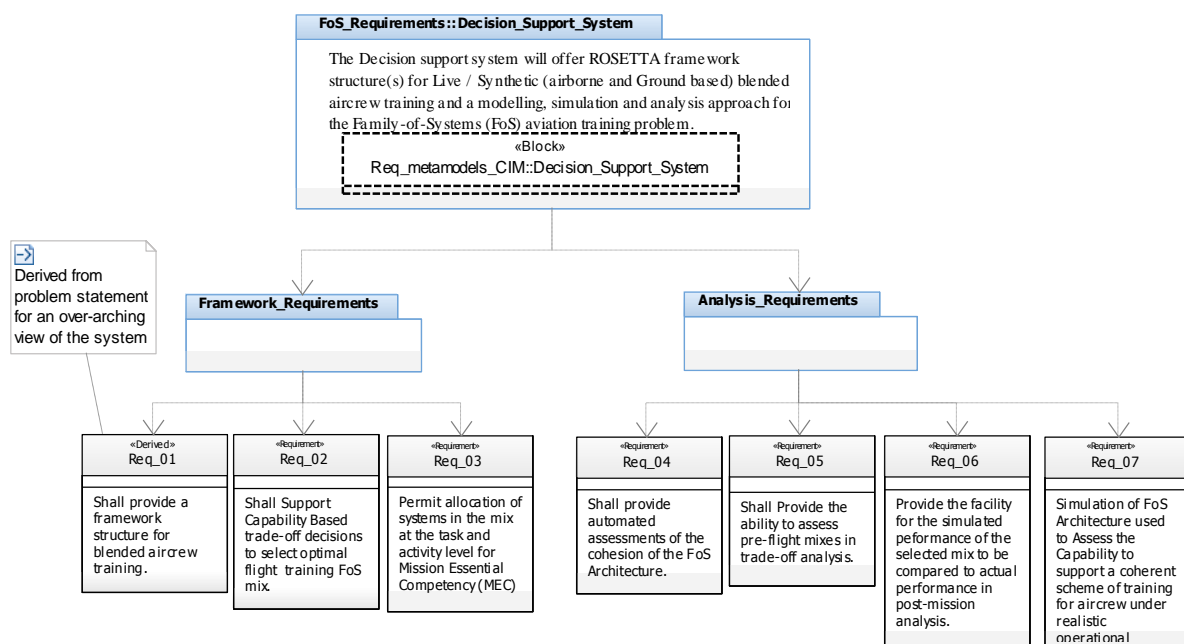 FoS_Requirements::Decision_Support_System
The Decision support system will offer ROSETTA framework
structure(s) for Live / Synthetic (airborne and Ground based) blended
aircrew training and a modelling, simulation and analysis approach for
the Family-of-Systems (FoS) aviation training problem.
«Block»
Req_metamodels_CIM::Decision_Support_System
Derived from
problem statement
for an over-arching
view of the system
Framework_Requirements
Analysis_Requirements
«Derived»
Req_01
Shall provide a
framework
structure for
blended aircrew
training.
«Requirement»
Req_02
Shall Support
Capability Based
trade-off decisions
to select optimal
flight training FoS
mix.
«Requirement»
Req_03
Permit allocation of
systems in the mix
at the task and
activity level for
Mission Essential
Competency (MEC)
«Requirement»
Req_04
Shall provide
automated
assessments of the
cohesion of the FoS
Architecture.
«Requirement»
Req_05
Shall Provide the
ability to assess
pre-flight mixes in
trade-off analysis.
«Requirement»
Req_06
Provide the facility
for the simulated
peformance of the
selected mix to be
compared to actual
performance in
post-mission
analysis.
«Requirement»
Req_07
Simulation of FoS
Architecture used
to Assess the
Capability to
support a coherent
scheme of training
for aircrew under
realistic
operational